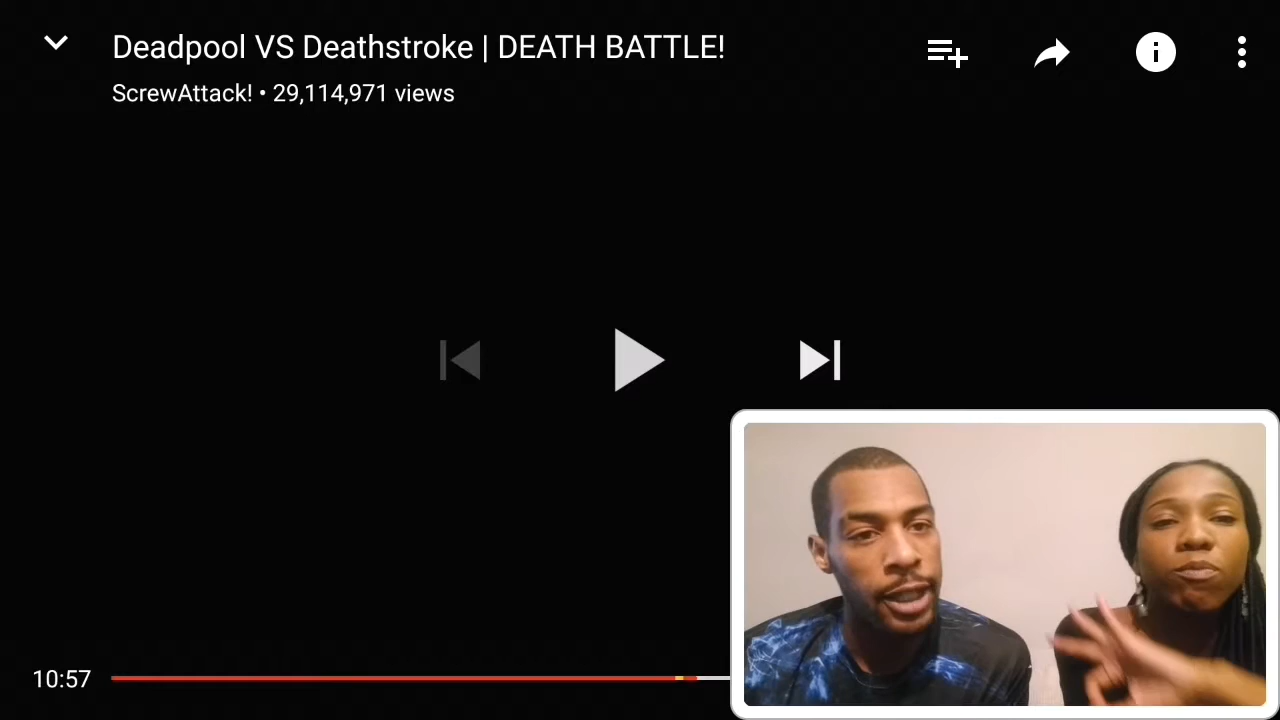 Deadpool VS Deathstroke | DEATH BATTLE!
ScrewAttack! • 29,114,971 views
10:57